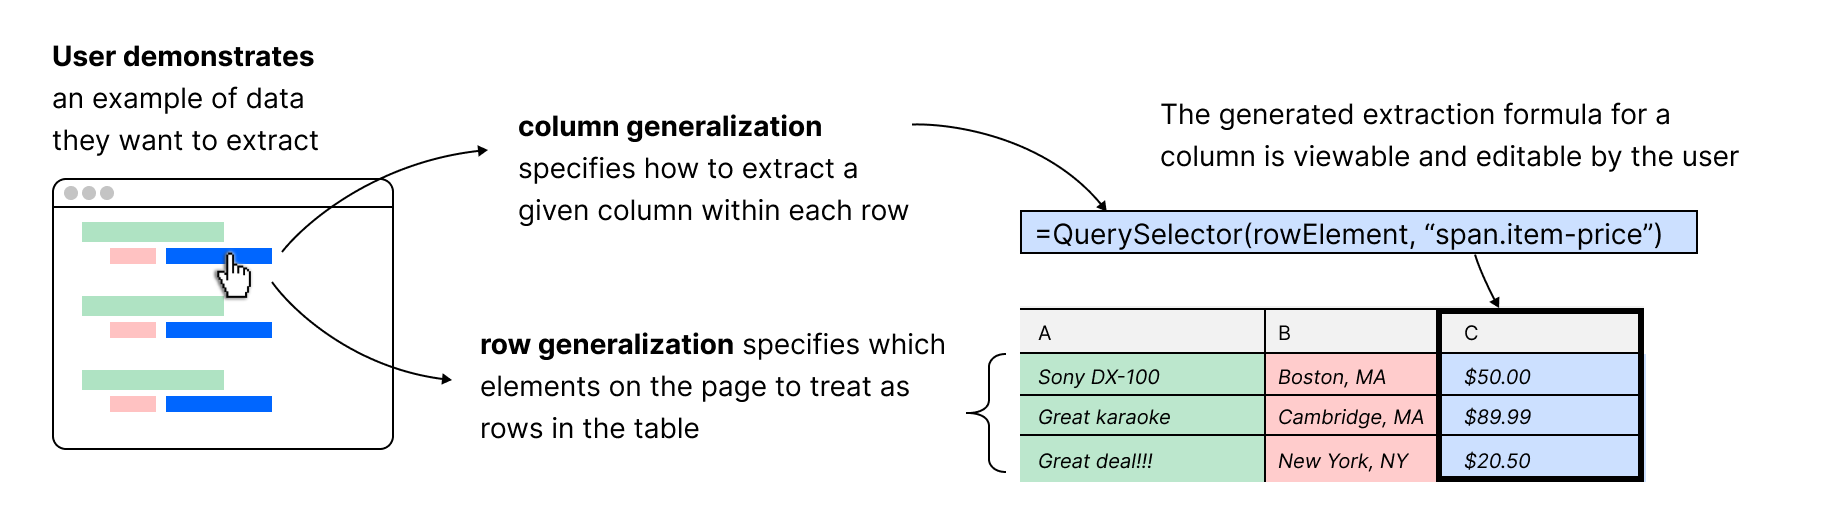 User demonstrates
an example of data
they want to extract
column generalization
specifies how to extract a
given column within each row
row generalization specifies which
elements on the page to treat as
rows in the table
The generated extraction formula for a
column is viewable and editable by the user
=QuerySelector(rowElement, “span.item-price”)
A B C
Sony DX-100 Boston, MA $50.00
Great karaoke Cambridge, MA $89.99
Great deal!!! New York, NY $20.50